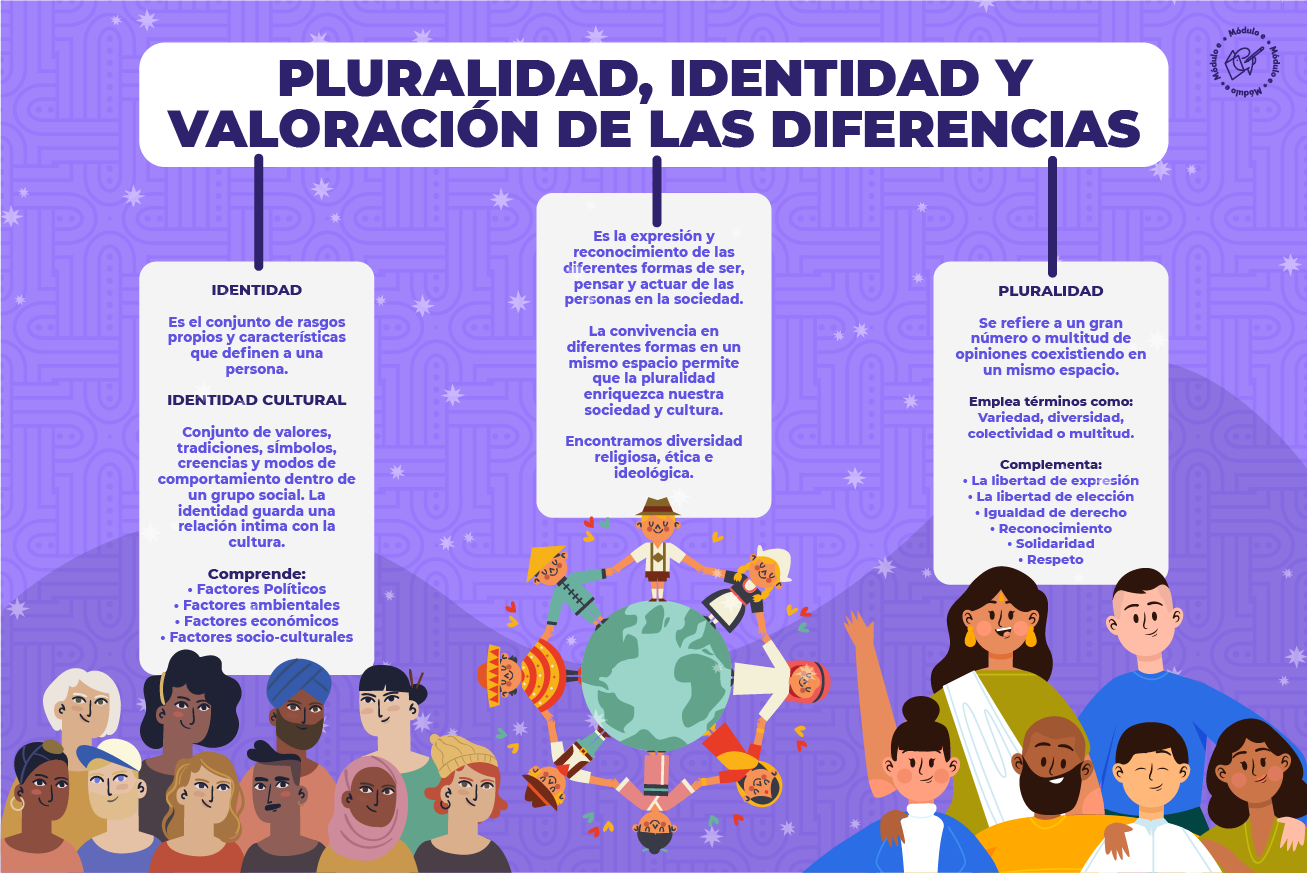 PLURALIDAD, IDENTIDAD Y
VALORACIÓN DE LAS DIFERENCIAS
Módulo e • Módulo e • Módulo e • Módulo e •
IDENTIDAD
Es el conjunto de rasgos
propios y características
que definen a una
persona.
IDENTIDAD CULTURAL
Conjunto de valores,
tradiciones, símbolos,
creencias y modos de
comportamiento dentro de
un grupo social. La
identidad guarda una
relación intima con la
cultura.
Comprende:
• Factores Políticos
• Factores ambientales
• Factores económicos
• Factores socio-culturales
Es la expresión y
reconocimiento de las
diferentes formas de ser,
pensar y actuar de las
personas en la sociedad.
La convivencia en
diferentes formas en un
mismo espacio permite
que la pluralidad
enriquezca nuestra
sociedad y cultura.
Encontramos diversidad
religiosa, ética e
ideológica.
PLURALIDAD
Se refiere a un gran
número o multitud de
opiniones coexistiendo en
un mismo espacio.
Emplea términos como:
Variedad, diversidad,
colectividad o multitud.
Complementa:
• La libertad de expresión
• La libertad de elección
• Igualdad de derecho
• Reconocimiento
• Solidaridad
• Respeto